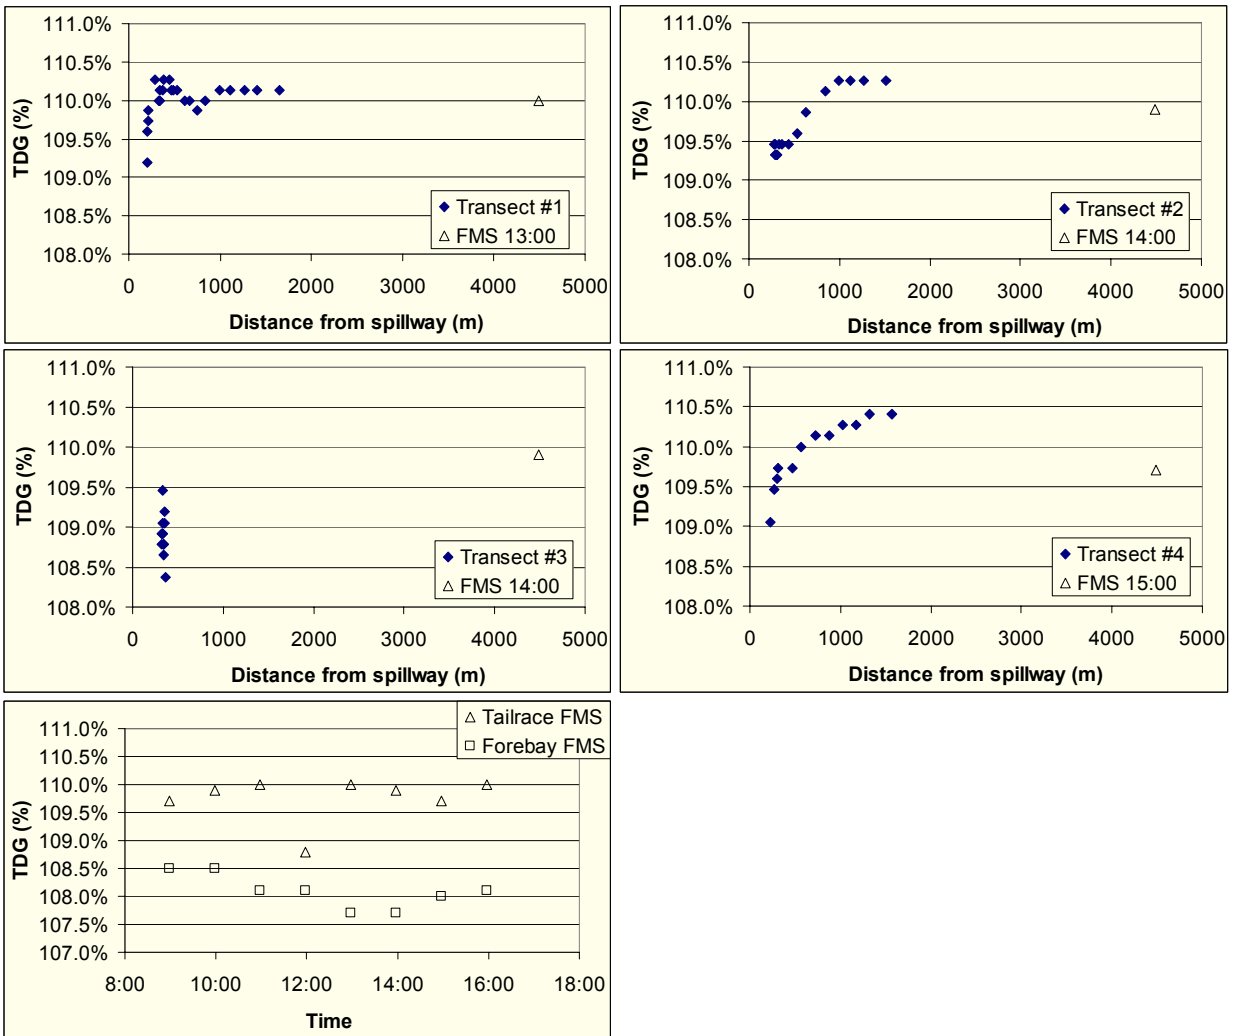 111.0%
110.5%
110.0%
109.5%
109.0%
108.5%
108.0%
TDG (%)
0 1000 2000 3000 4000 5000
Distance from spillway (m)
Transect #1
FMS 13:00
111.0%
110.5%
110.0%
109.5%
109.0%
108.5%
108.0%
TDG (%)
0 1000 2000 3000 4000 5000
Distance from spillway (m)
Transect #2
FMS 14:00
111.0%
110.5%
110.0%
109.5%
109.0%
108.5%
108.0%
TDG (%)
0 1000 2000 3000 4000 5000
Distance from spillway (m)
Transect #3
FMS 14:00
111.0%
110.5%
110.0%
109.5%
109.0%
108.5%
108.0%
TDG (%)
0 1000 2000 3000 4000 5000
Distance from spillway (m)
Transect #4
FMS 15:00
Tailrace FMS
Forebay FMS
111.0%
110.5%
110.0%
109.5%
109.0%
108.5%
108.0%
107.5%
107.0%
TDG (%)
8:00 10:00 12:00 14:00 16:00 18:00
Time